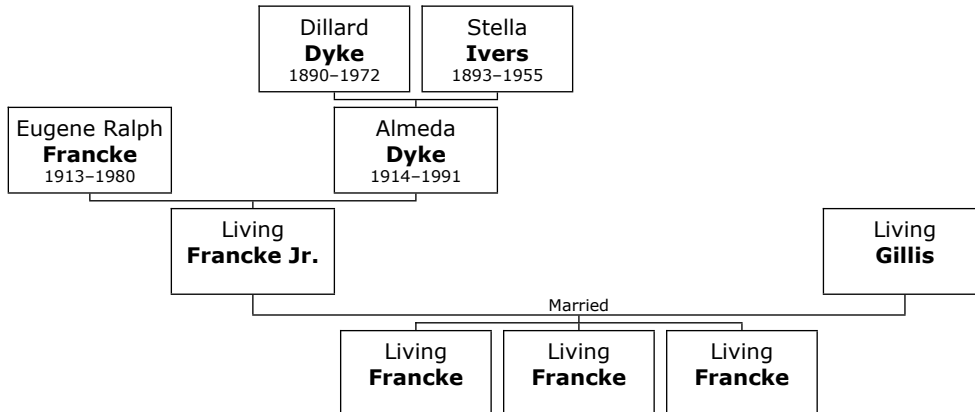 Dillard
Dyke
1890–1972
Stella
Ivers
1893–1955
Eugene Ralph
Francke
1913–1980
Almeda
Dyke
1914–1991
Living
Francke Jr.
Living
Gillis
Married
Living
Francke
Living
Francke
Living
Francke